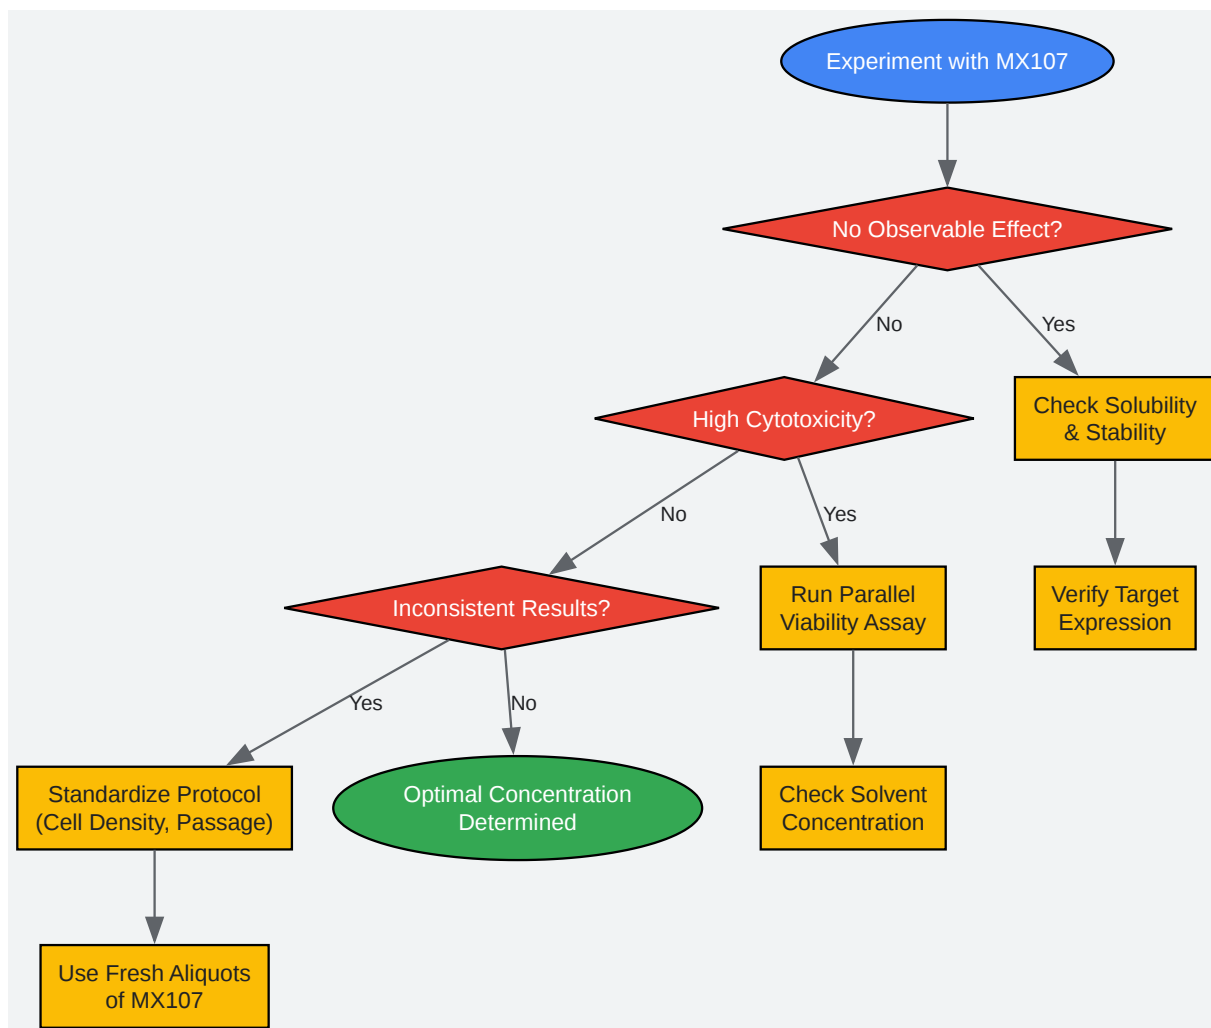 Experiment with MX107
No Observable Effect?
No
Yes
High Cytotoxicity?
Check Solubility
& Stability
No
Yes
Inconsistent Results?
Run Parallel
Viability Assay
Verify Target
Expression
Yes
No
Standardize Protocol
(Cell Density, Passage)
Optimal Concentration
Determined
Check Solvent
Concentration
Use Fresh Aliquots
of MX107